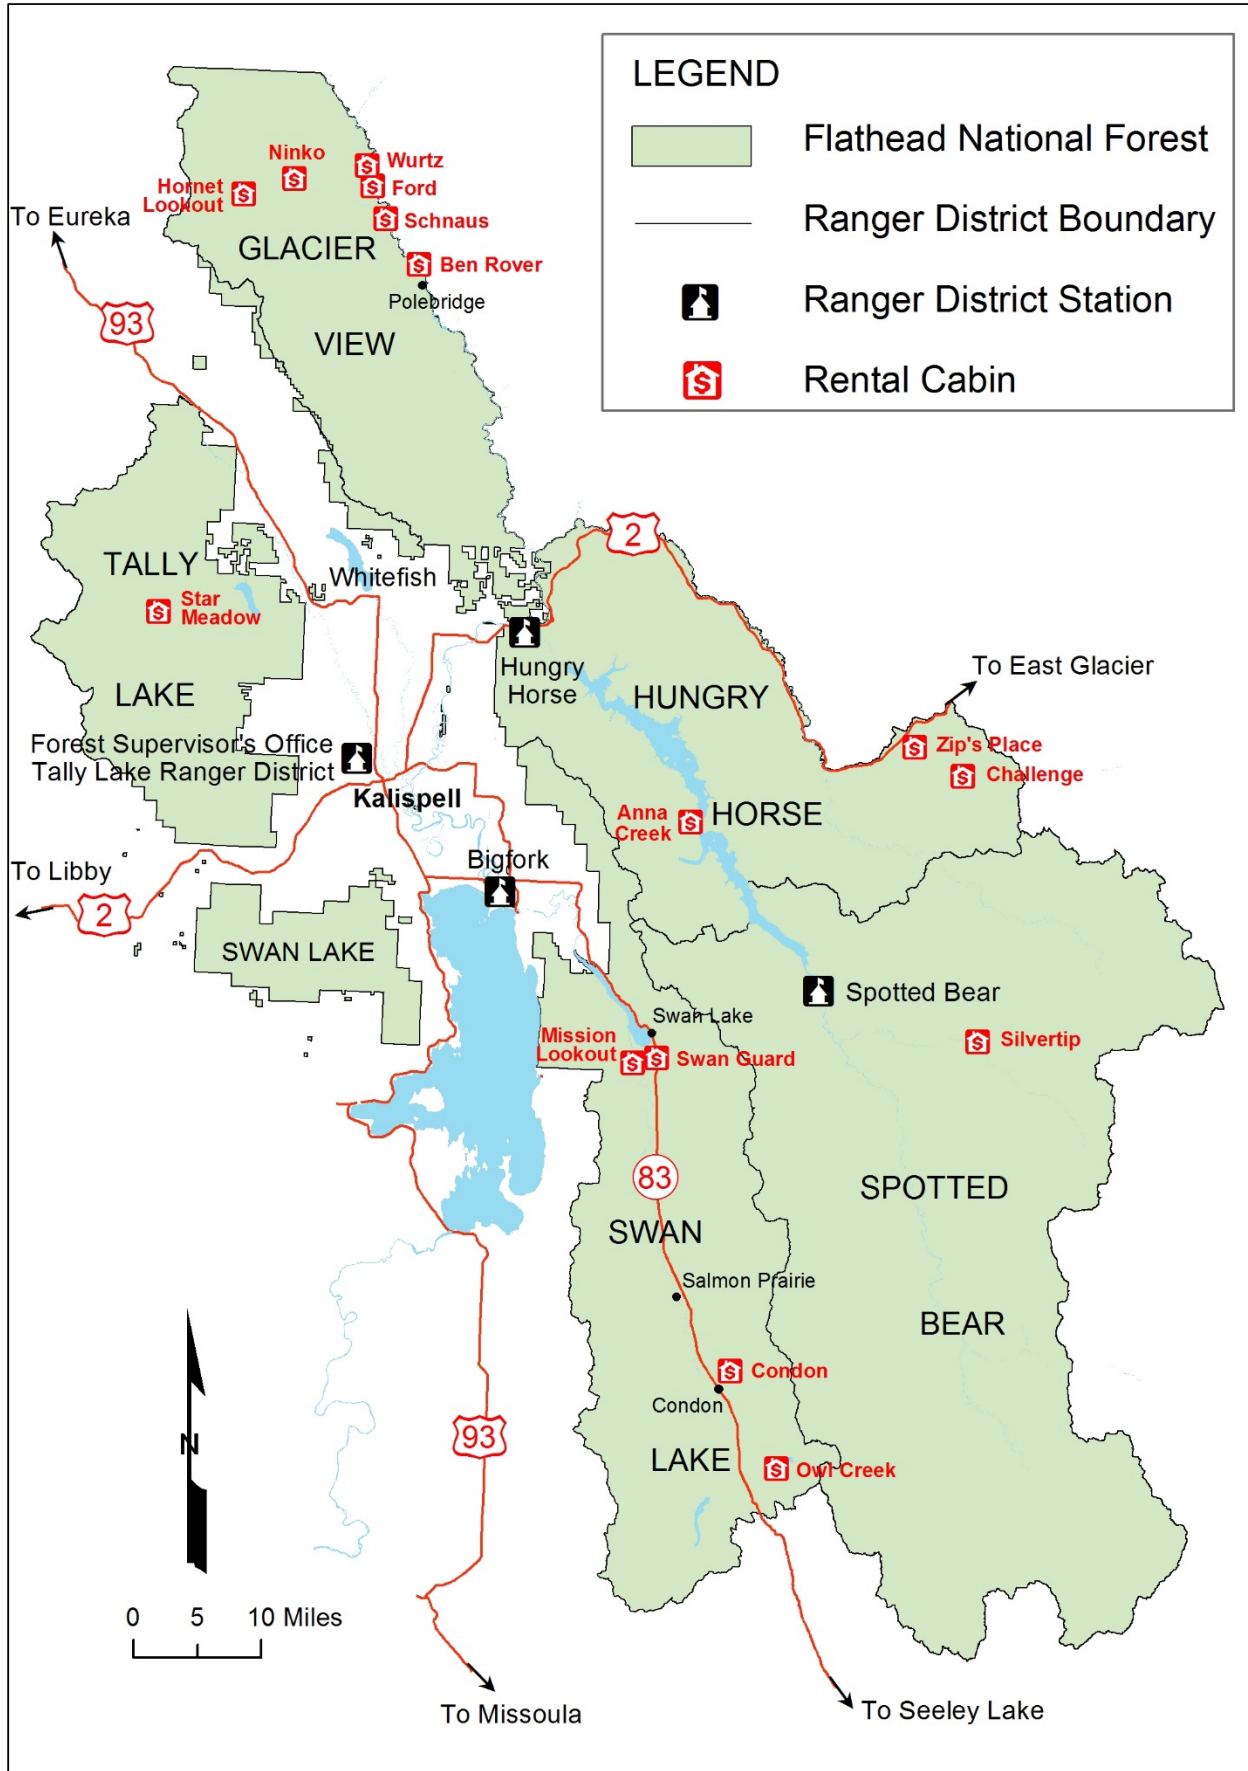 LEGEND
Flathead National Forest
Ranger District Boundary
Ranger District Station
Rental Cabin
Ninko
Wurtz
Hornet
Lookout
Ford
To Eureka
Schnaus
GLACIER
Ben Rover
Polebridge
93
VIEW
2
TALLY
Whitefish
Star
Meadow
Hungry
Horse
To East Glacier
HUNGRY
LAKE
Forest Supervisor's Office
Tally Lake Ranger District
Zip's Place
Challenge
Kalispell
Anna
Creek
HORSE
Bigfork
To Libby
2
SWAN LAKE
Spotted Bear
Swan Lake
Mission
Lookout
Swan Guard
Silvertip
83
SPOTTED
SWAN
Salmon Prairie
BEAR
Condon
Condon
93
N
LAKE
Owl Creek
0 5 10 Miles
To Missoula
To Seeley Lake